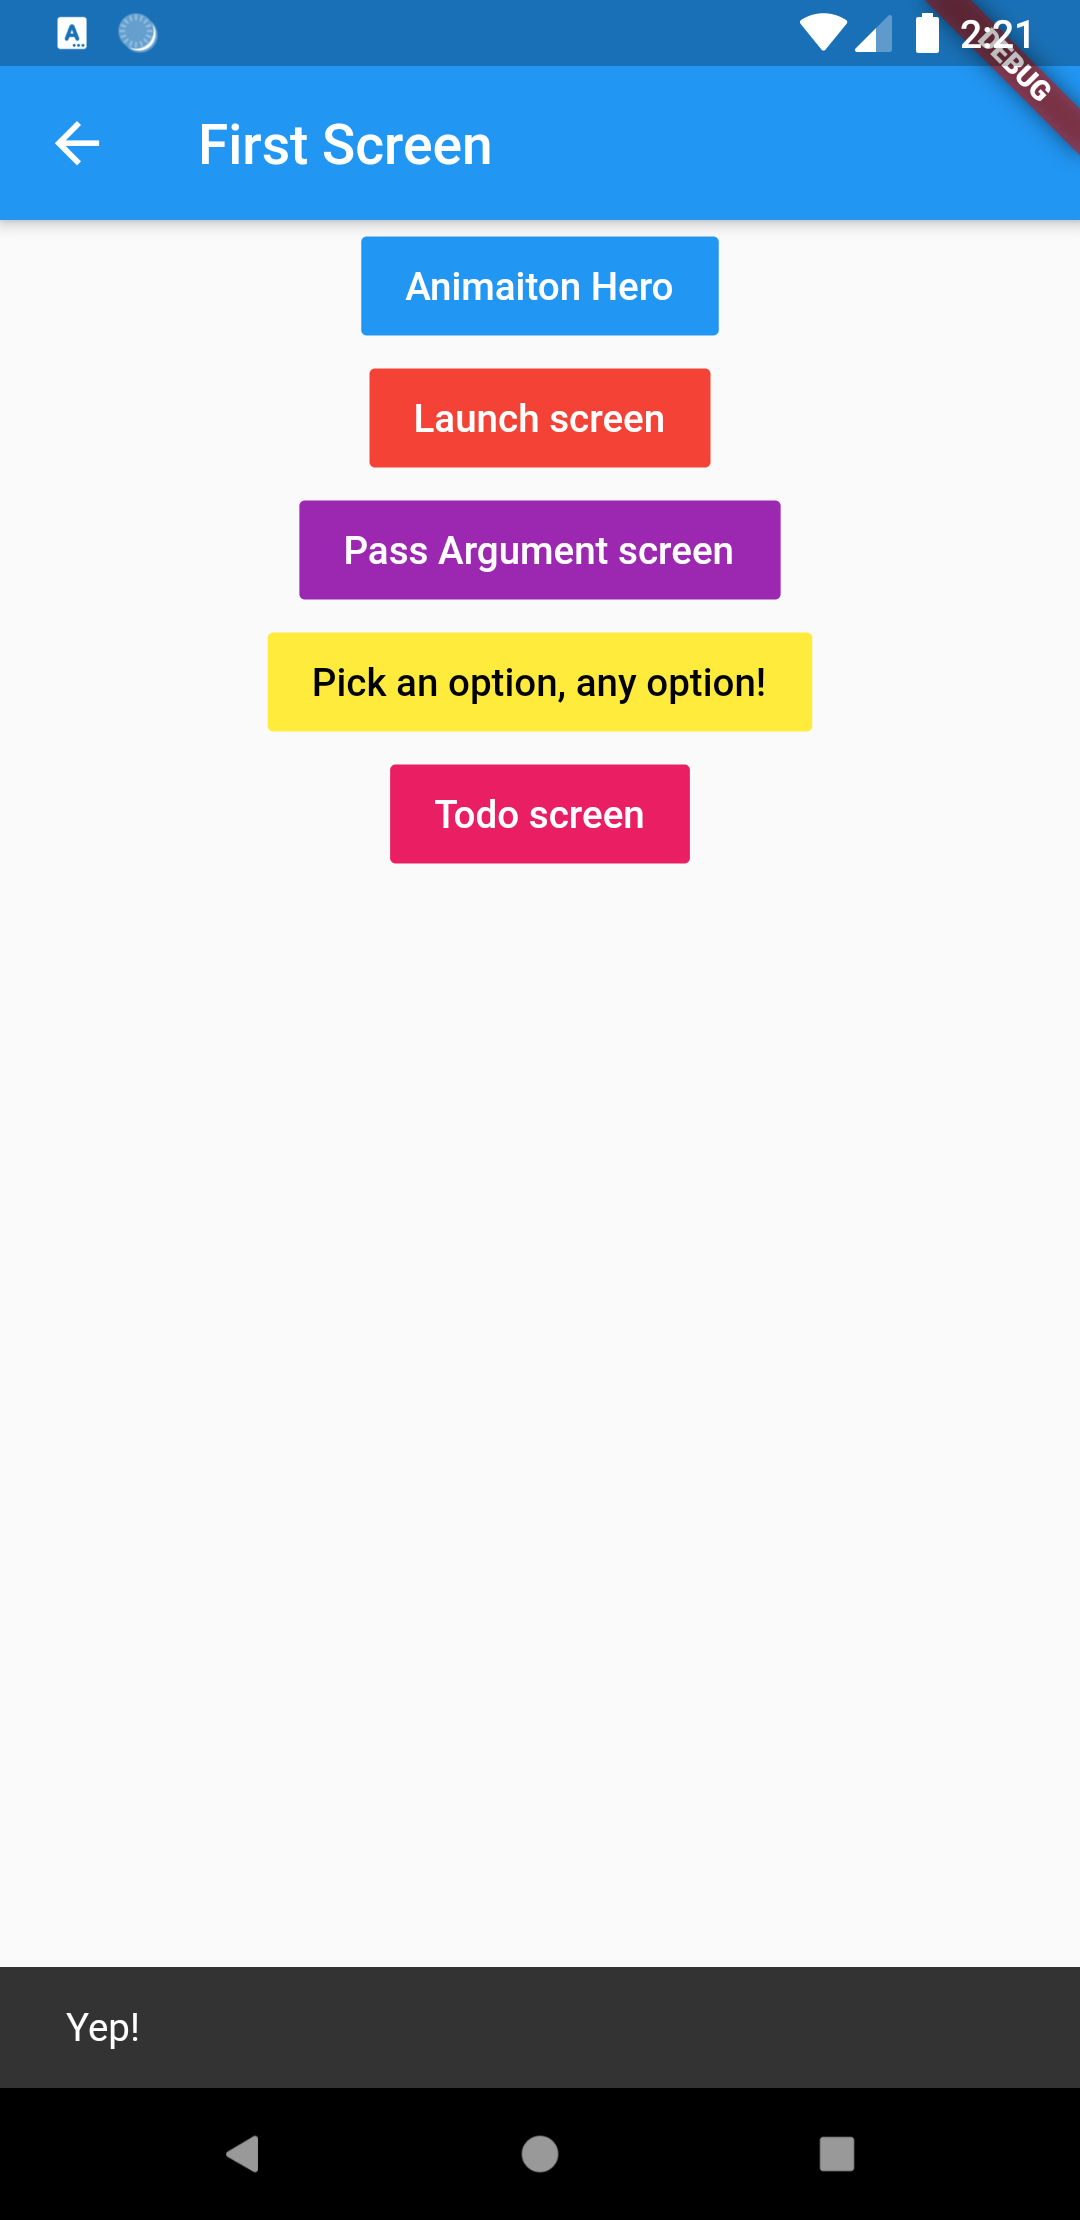 A
2:21
DEBUG
First Screen
Animaiton Hero
Launch screen
Pass Argument screen
Pick an option, any option!
Todo screen
Yep!